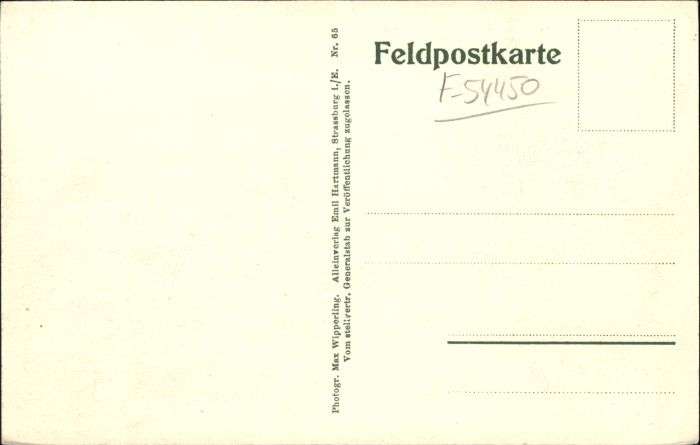 Feldpostkarte
F-54450
Photogr. Max Wipperling. Alleinverlag Emil Hartmann, Strassburg i./E. Nr. 65
Vom stellvertr. Generalstab zur Veröffentlichung zugelassen.